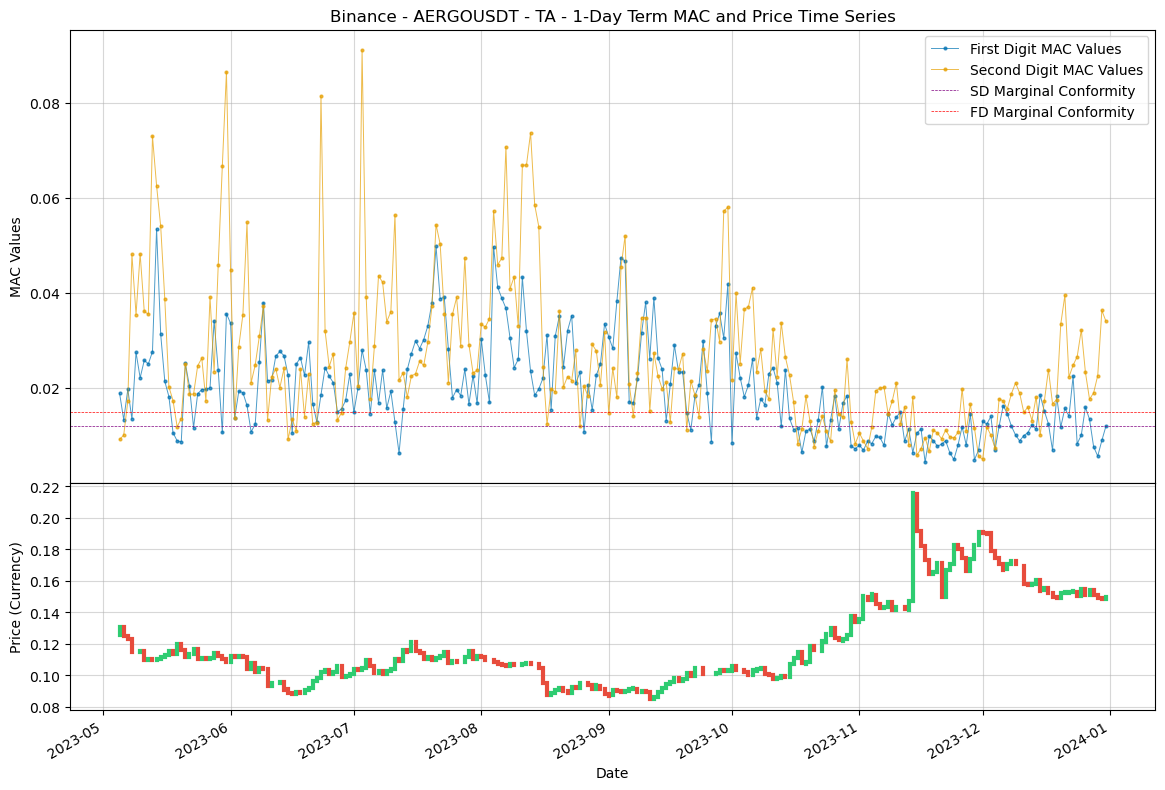 Binance - AERGOUSDT - TA - 1-Day Term MAC and Price Time Series
First Digit MAC Values
Second Digit MAC Values
SD Marginal Conformity
FD Marginal Conformity
MAC Values
0.08
0.06
0.04
0.02
Price (Currency)
0.22
0.20
0.18
0.16
0.14
0.12
0.10
0.08
2023-05
2023-06
2023-07
2023-08
2023-09
2023-10
2023-11
2023-12
2024-01
Date